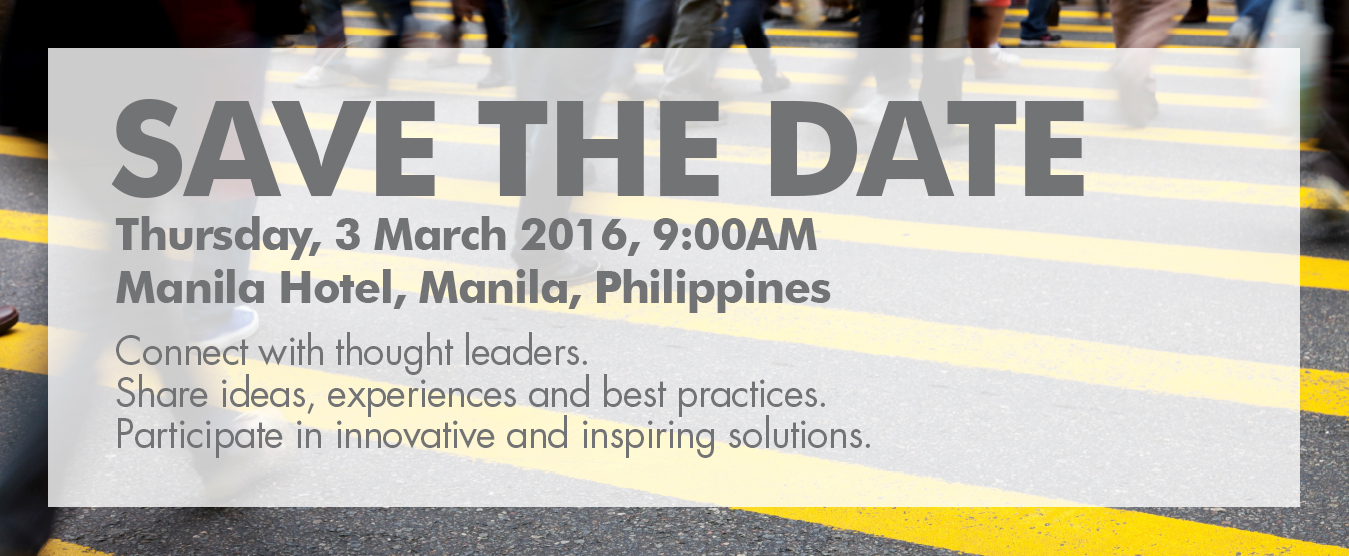 SAVE THE DATE
Thursday, 3 March 2016, 9:00AM
Manila Hotel, Manila, Philippines
Connect with thought leaders.
Share ideas, experiences and best practices.
Participate in innovative and inspiring solutions.